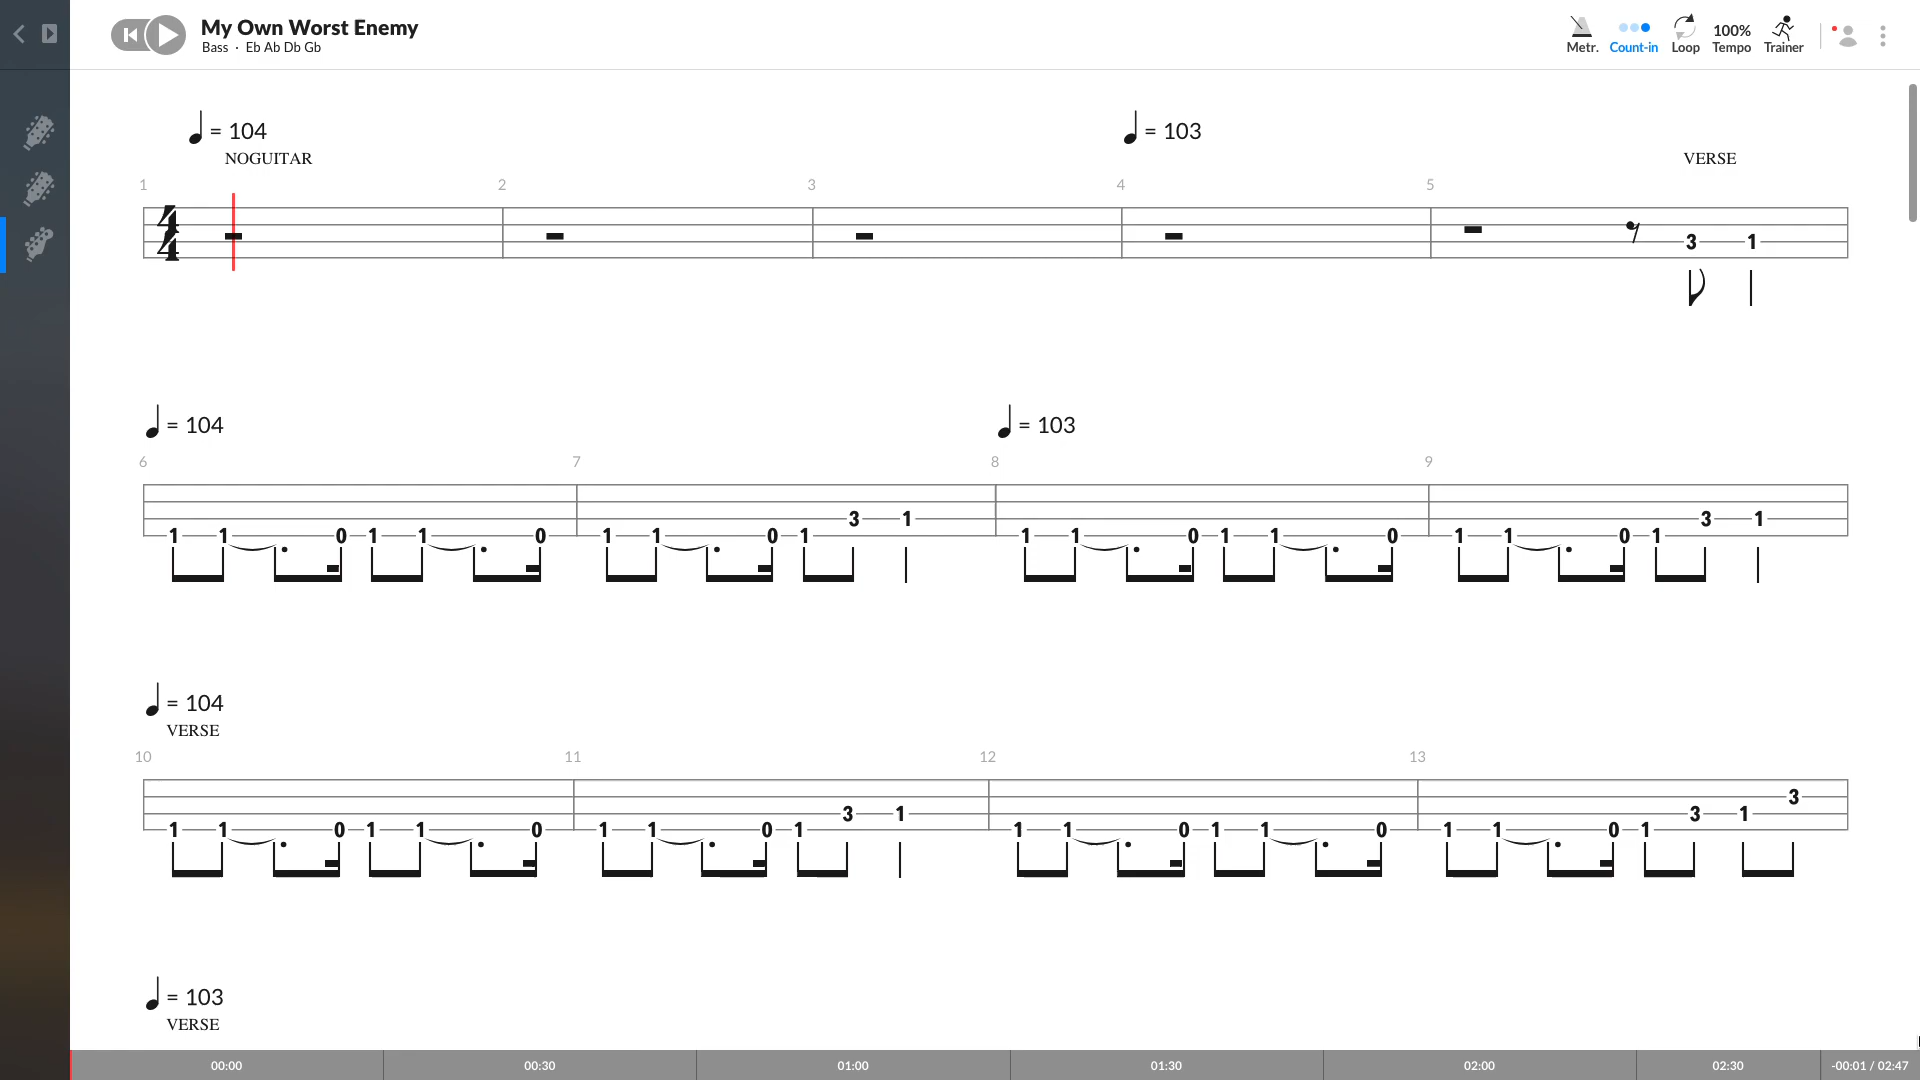 My Own Worst Enemy
Bass · Eb Ab Db Gb
Metr. Count-in Loop 100% Tempo Trainer
= 104 = 103
NOGUITAR VERSE
1 2 3 4 5
4
4
3 1
= 104 = 103
6 7 8 9
3 1 3 1
1 1 0 1 1 0 1 1 0 1 1 1 0 1 1 0 1 1 0 1
= 104
VERSE
10 11 12 13
3
3 1 3 1
1 1 0 1 1 0 1 1 0 1 1 1 0 1 1 0 1 1 0 1
= 103
VERSE
00:00 00:30 01:00 01:30 02:00 02:30 -00:01 / 02:47